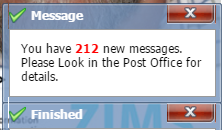 Message
You have 212 new messages.
Please Look in the Post Office for
details.
Finished